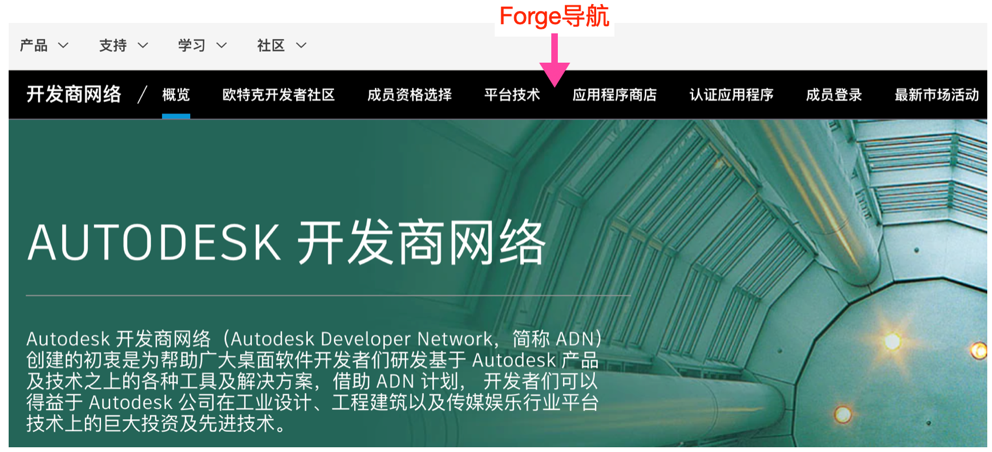 Forge导航
产品 支持 学习 社区
开发商网络 / 概览 欧特克开发者社区 成员资格选择 平台技术 应用程序商店 认证应用程序 成员登录 最新市场活动
AUTODESK 开发商网络
Autodesk 开发商网络（Autodesk Developer Network，简称 ADN）
创建的初衷是为帮助广大桌面软件开发者们研发基于 Autodesk 产品
及技术之上的各种工具及解决方案，借助 ADN 计划， 开发者们可以
得益于 Autodesk 公司在工业设计、工程建筑以及传媒娱乐行业平台
技术上的巨大投资及先进技术。